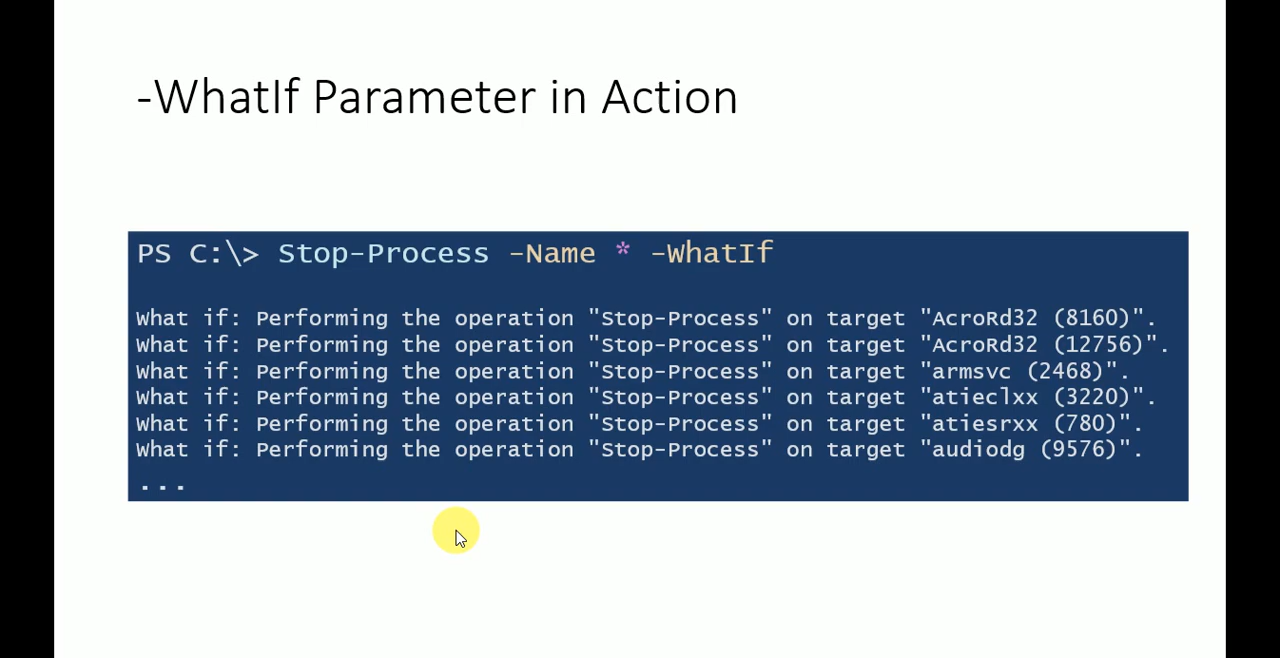 -WhatIf Parameter in Action
PS C:\> Stop-Process -Name * -WhatIf
What if: Performing the operation "Stop-Process" on target "AcroRd32 (8160)".
What if: Performing the operation "Stop-Process" on target "AcroRd32 (12756)".
What if: Performing the operation "Stop-Process" on target "armsvc (2468)".
What if: Performing the operation "Stop-Process" on target "atieclxx (3220)".
What if: Performing the operation "Stop-Process" on target "atiesrxx (780)".
What if: Performing the operation "Stop-Process" on target "audiodg (9576)".
...